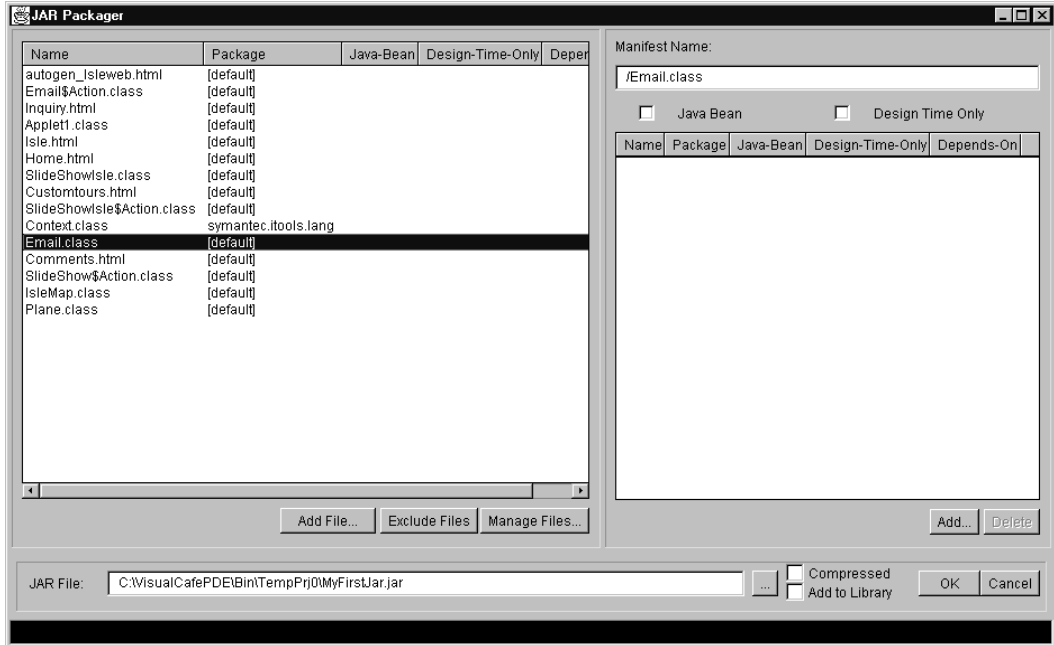 JAR Packager
Name Package Java-Bean Design-Time-Only Deper
autogen_Isleweb.html [default]
Email$Action.class [default]
Inquiry.html [default]
Applet1.class [default]
Isle.html [default]
Home.html [default]
SlideShowIsle.class [default]
Customtours.html [default]
SlideShowIsle$Action.class [default]
Context.class symantec.itools.lang
Email.class [default]
Comments.html [default]
SlideShow$Action.class [default]
IsleMap.class [default]
Plane.class [default]
Add File... Exclude Files Manage Files...
Manifest Name:
/Email.class
Java Bean Design Time Only
Name Package Java-Bean Design-Time-Only Depends-On
Add... Delete
JAR File: C:\VisualCafePDE\Bin\TempPrj0\MyFirstJar.jar ...
Compressed
Add to Library
OK Cancel